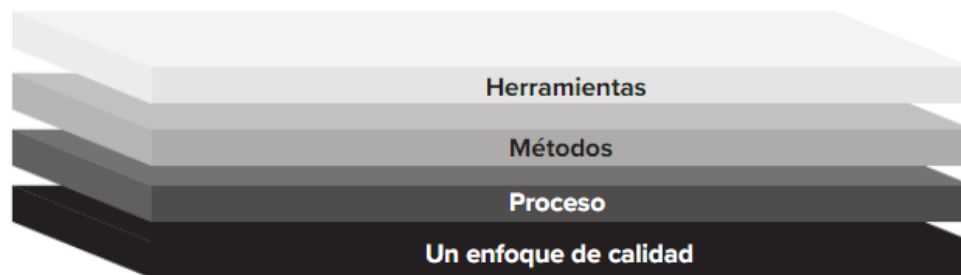 Herramientas
Métodos
Proceso
Un enfoque de calidad